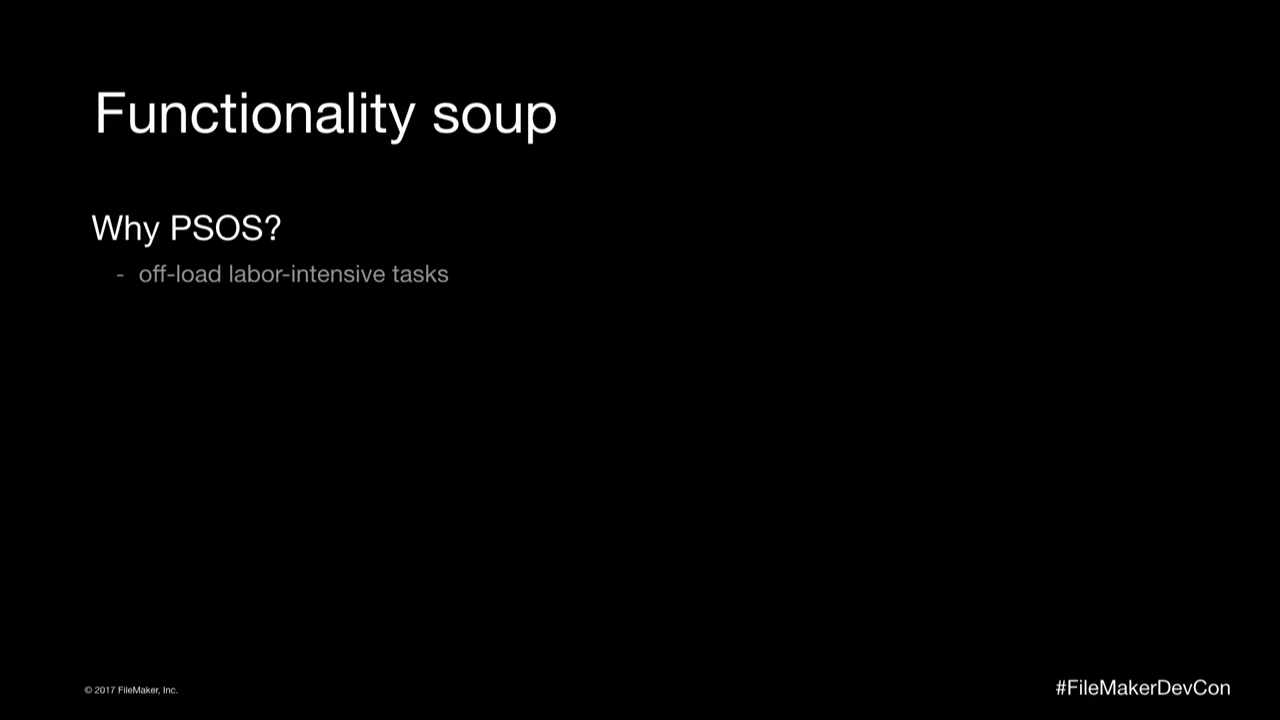 Functionality soup
Why PSOS?
- off-load labor-intensive tasks
© 2017 FileMaker, Inc.
#FileMakerDevCon